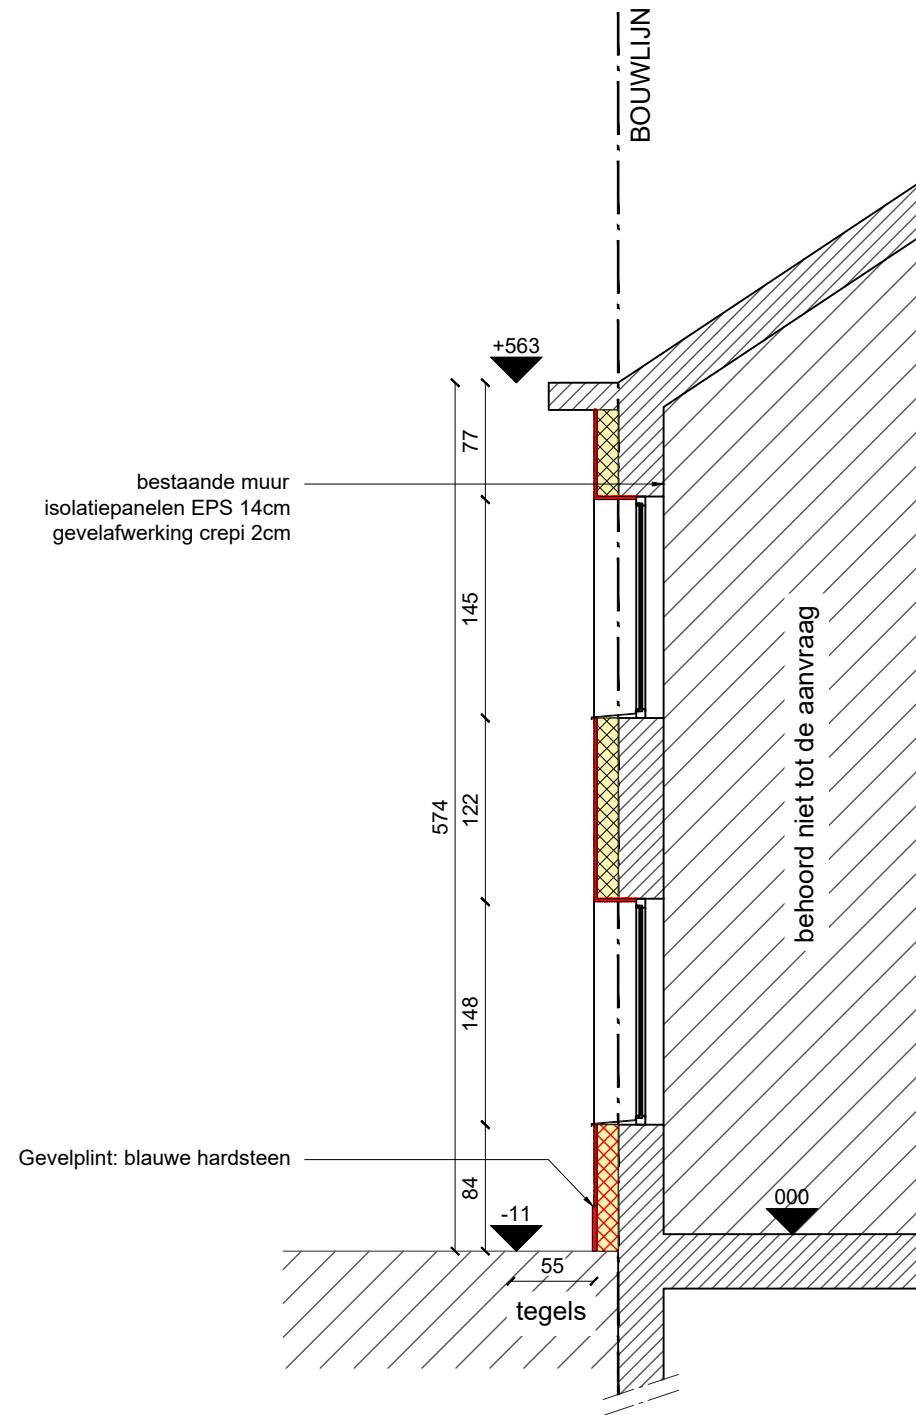 BOUWLIJN
+563
77
bestaande muur
isolatiepanelen EPS 14cm
gevelafwerking crepi 2cm
145
behoord niet tot de aanvraag
574
122
148
Gevelplint: blauwe hardsteen
84
000
-11
55
tegels